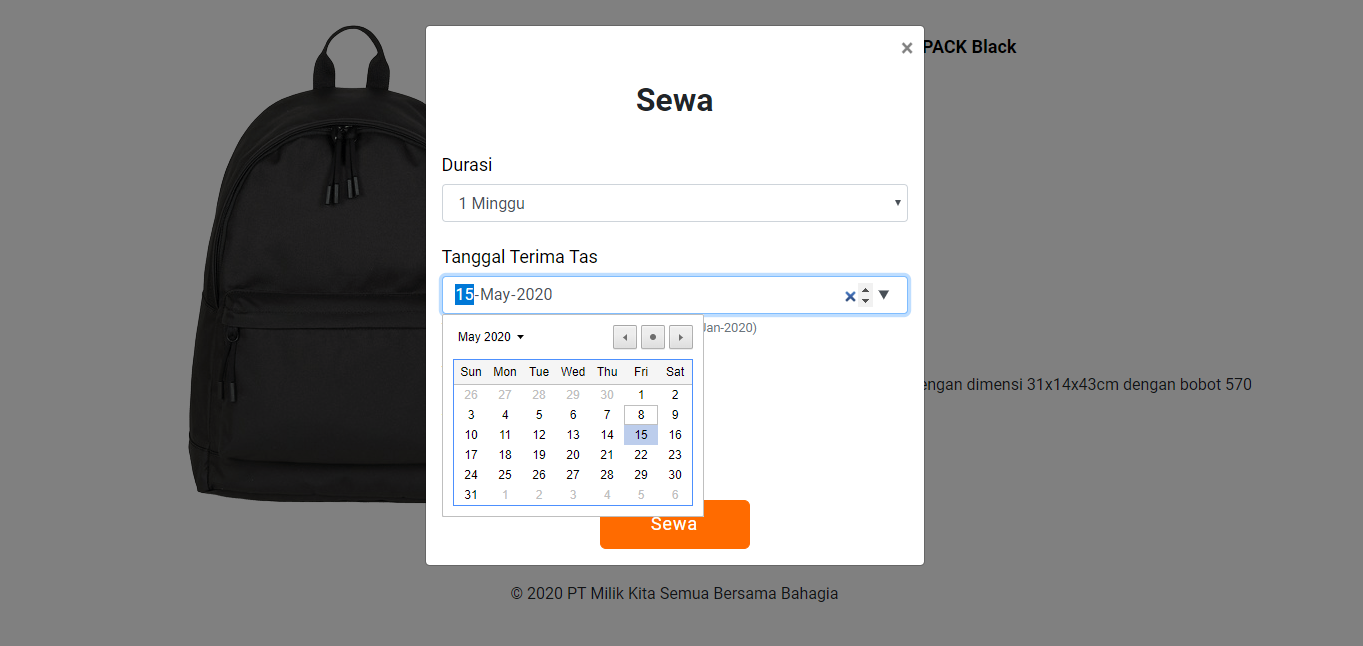 ×
PACK Black
Sewa
Durasi
1 Minggu
Tanggal Terima Tas
15-May-2020
Jan-2020)
May 2020
Sun Mon Tue Wed Thu Fri Sat
26 27 28 29 30 1 2
3 4 5 6 7 8 9
10 11 12 13 14 15 16
17 18 19 20 21 22 23
24 25 26 27 28 29 30
31 1 2 3 4 5 6
engan dimensi 31x14x43cm dengan bobot 570
Sewa
© 2020 PT Milik Kita Semua Bersama Bahagia